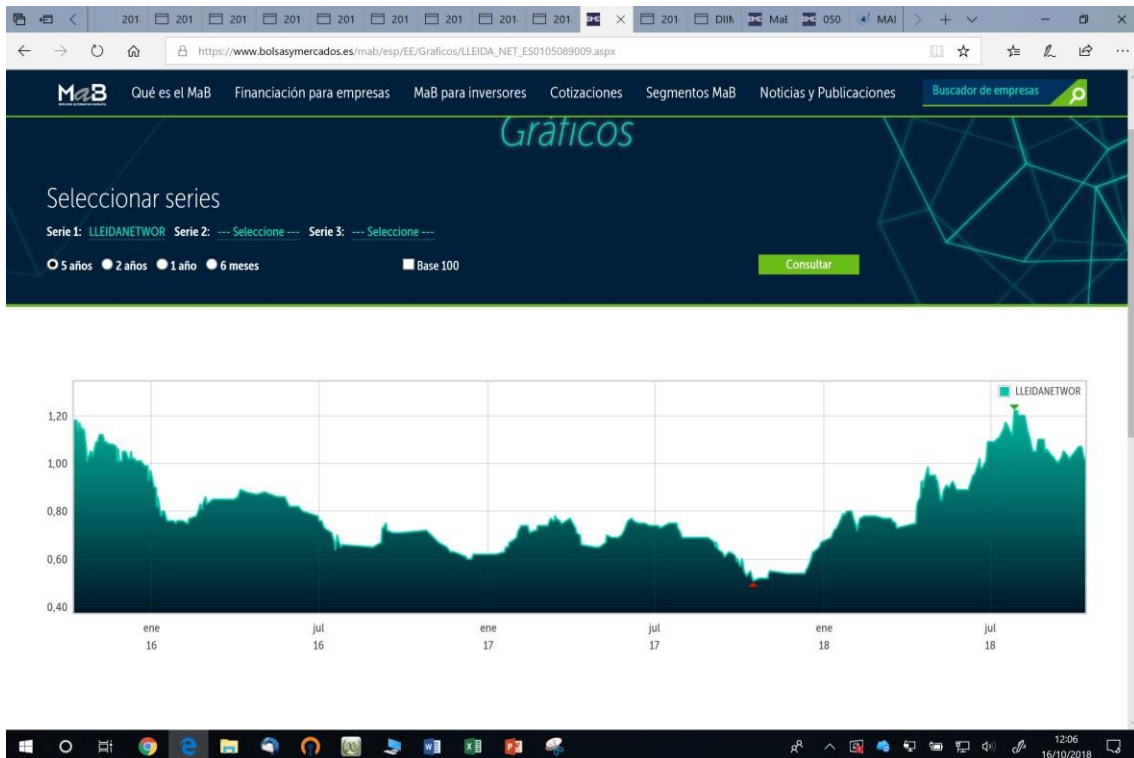 201 201 201 201 201 201 201 201 201 201 DIIN MaB 050 MAI
https://www.bolsasymercados.es/mab/esp/EE/Graficos/LLEIDA_NET_ES0105089009.aspx
MaB Qué es el MaB Financiación para empresas MaB para inversores Cotizaciones Segmentos MaB Noticias y Publicaciones Buscador de empresas
Gráficos
Seleccionar series
Serie 1: LLEIDANETWOR Serie 2: --- Seleccione --- Serie 3: --- Seleccione ---
5 años 2 años 1 año 6 meses Base 100 Consultar
LLEIDANETWOR
1,20
1,00
0,80
0,60
0,40
ene jul ene jul ene jul
16 16 17 17 18 18
12:06
16/10/2018